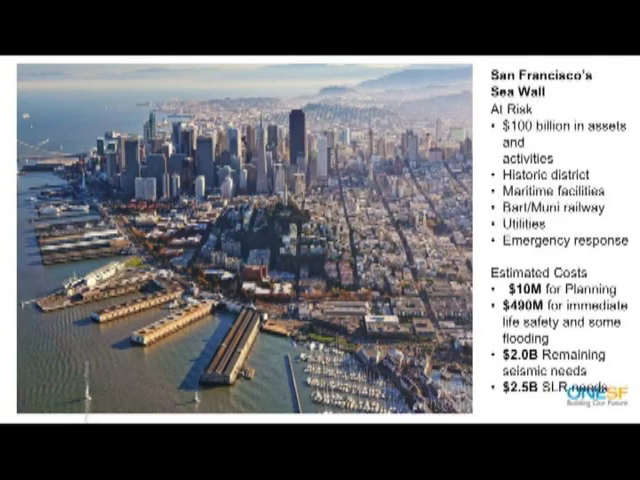 San Francisco's
Sea Wall
At Risk
• $100 billion in assets
and
activities
• Historic district
• Maritime facilities
• Bart/Muni railway
• Utilities
• Emergency response
Estimated Costs
• $10M for Planning
• $490M for immediate
life safety and some
flooding
• $2.0B Remaining
seismic needs
• $2.5B SLR needs
ONESF
Building Our Future